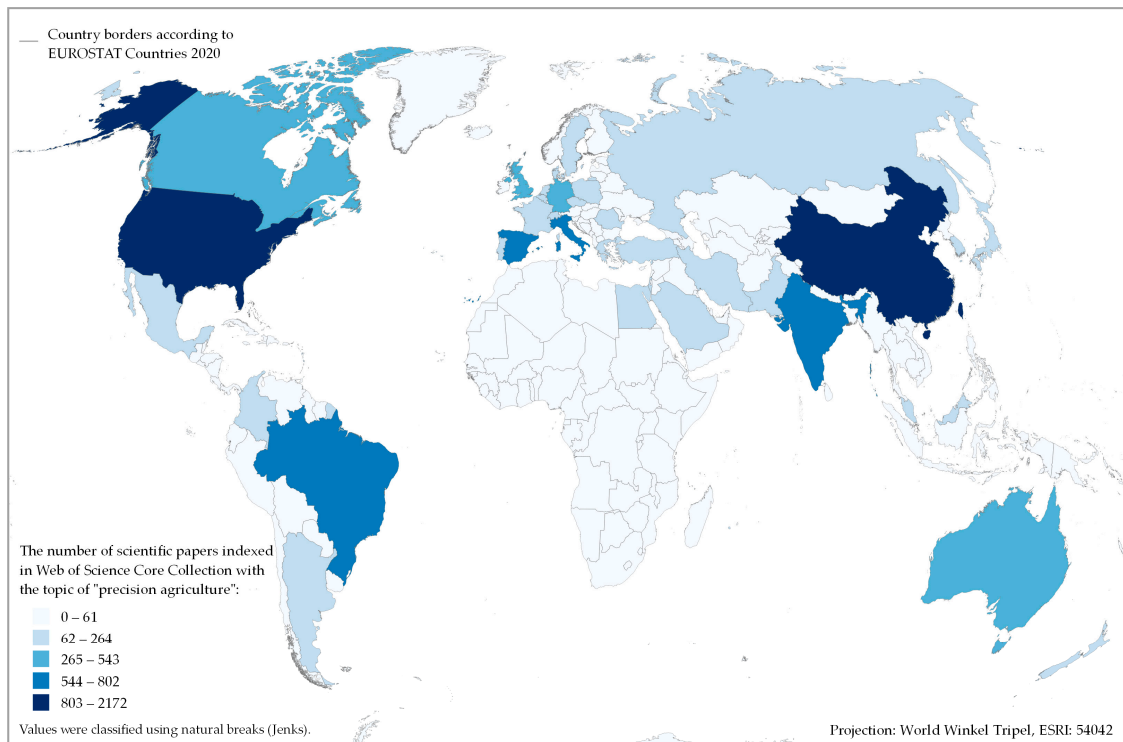 Country borders according to
EUROSTAT Countries 2020
The number of scientific papers indexed
in Web of Science Core Collection with
the topic of "precision agriculture":
0 – 61
62 – 264
265 – 543
544 – 802
803 – 2172
Values were classified using natural breaks (Jenks).
Projection: World Winkel Tripel, ESRI: 54042